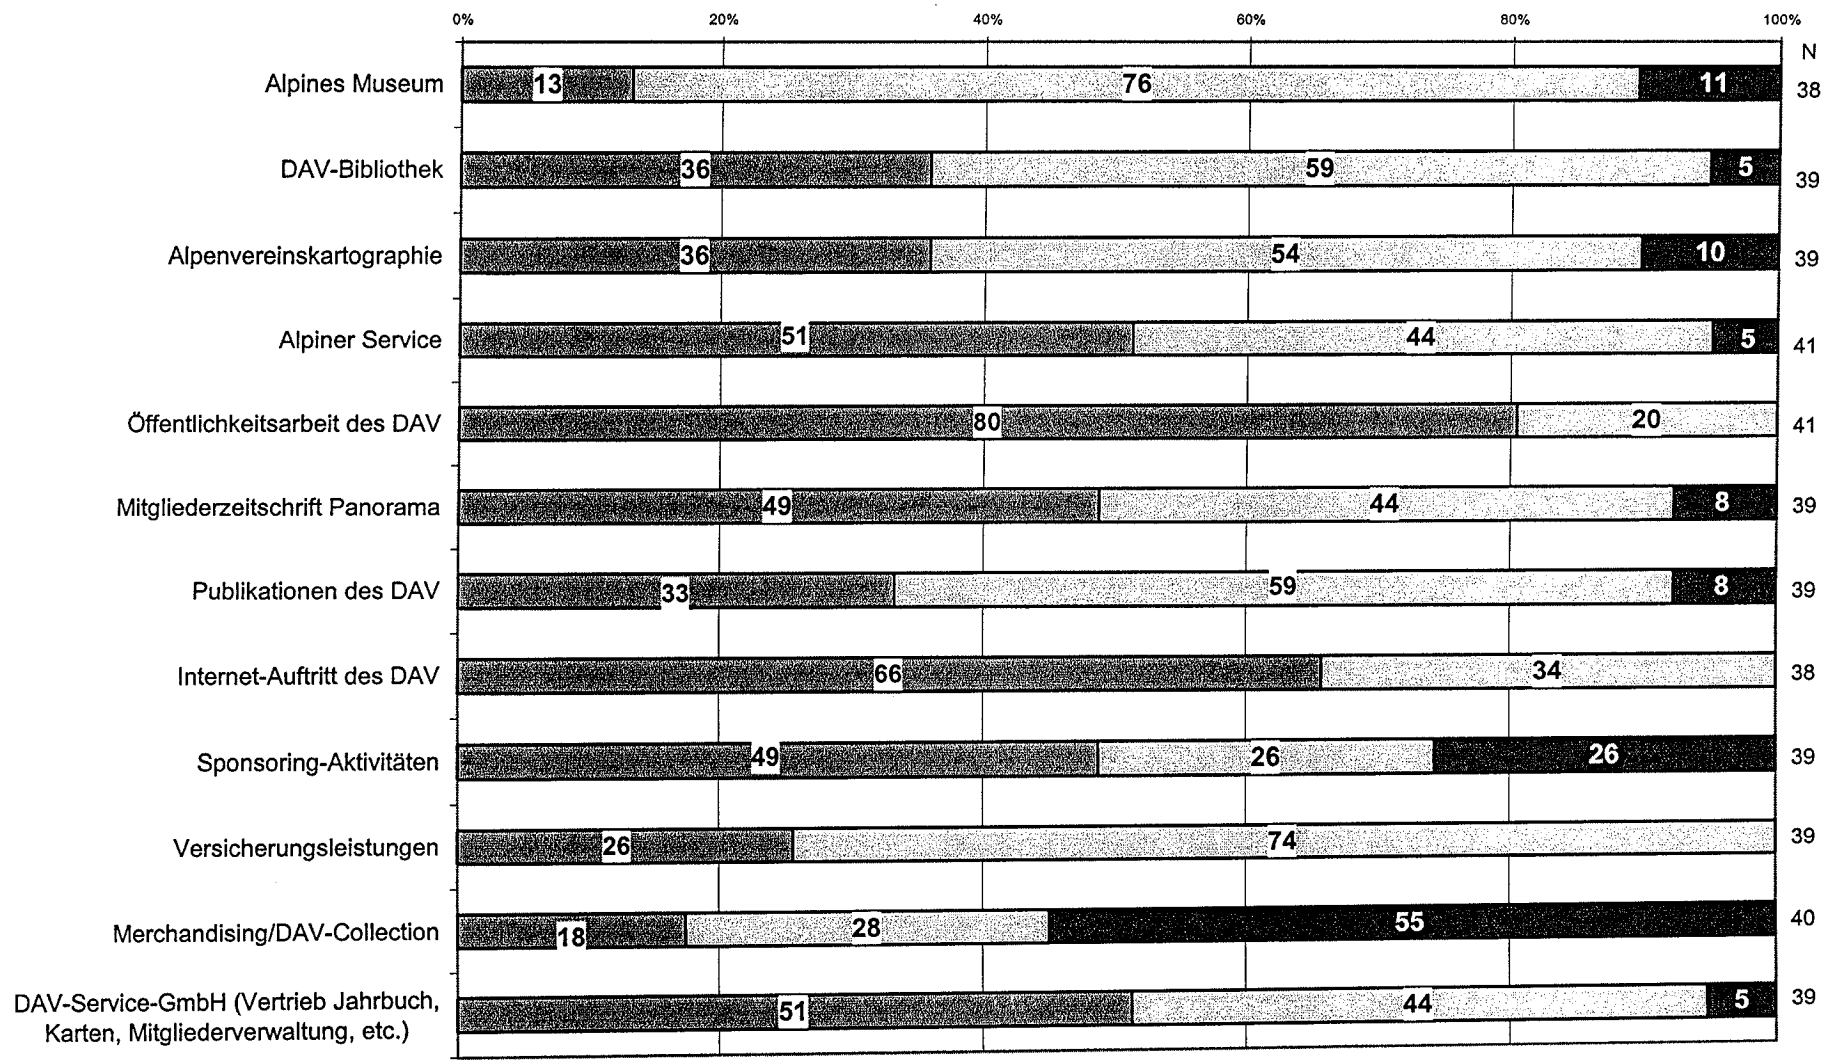 0% 20% 40% 60% 80% 100%
N
Alpines Museum 13 76 11 38
DAV-Bibliothek 36 59 5 39
Alpenvereinskartographie 36 54 10 39
Alpiner Service 51 44 5 41
Öffentlichkeitsarbeit des DAV 80 20 41
Mitgliederzeitschrift Panorama 49 44 8 39
Publikationen des DAV 33 59 8 39
Internet-Auftritt des DAV 66 34 38
Sponsoring-Aktivitäten 49 26 26 39
Versicherungsleistungen 26 74 39
Merchandising/DAV-Collection 18 28 55 40
DAV-Service-GmbH (Vertrieb Jahrbuch, 51 44 5 39
Karten, Mitgliederverwaltung, etc.)